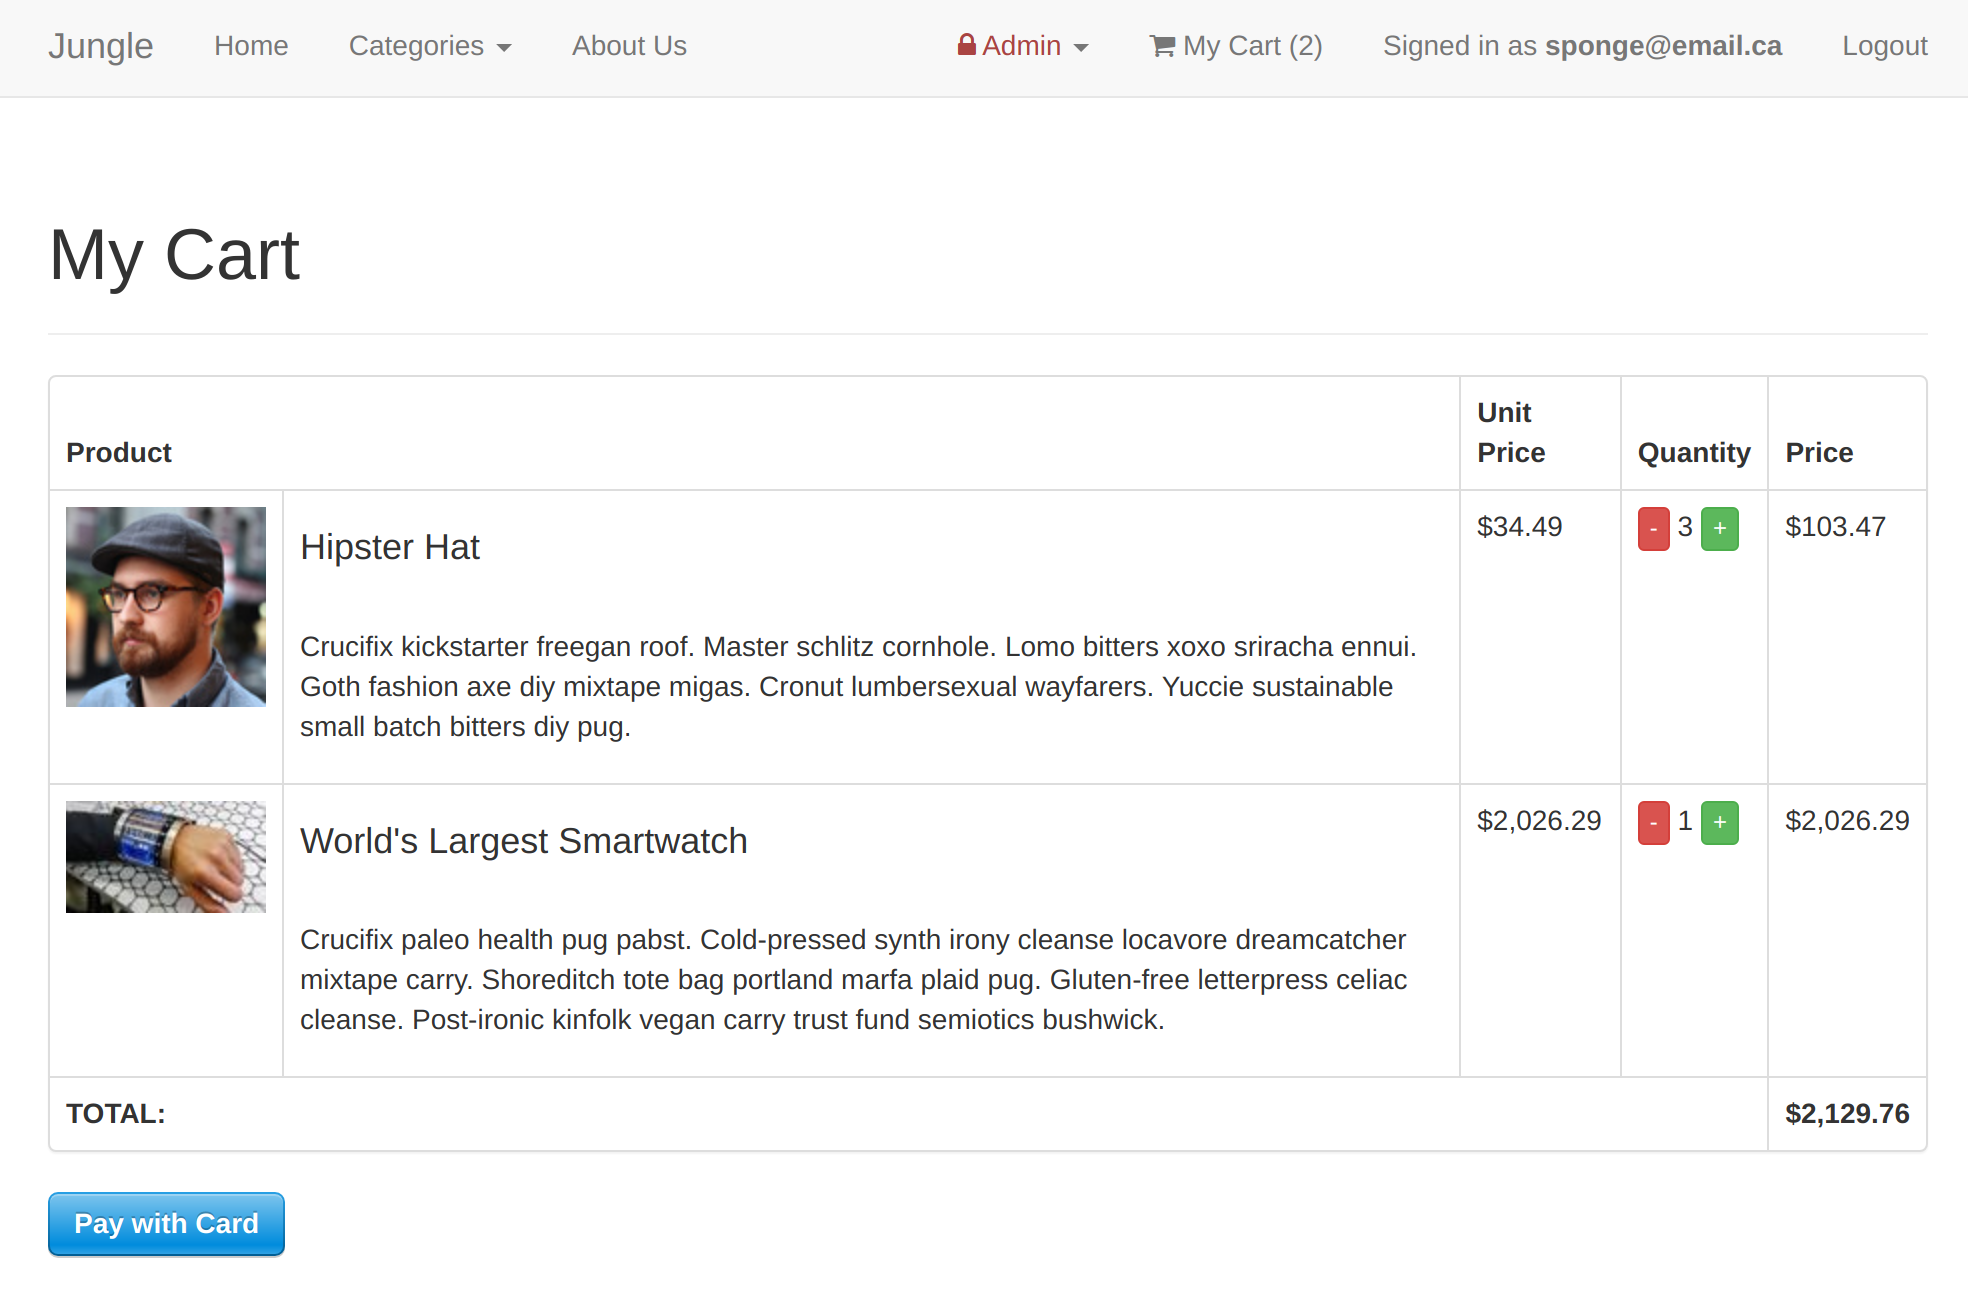 Jungle Home Categories About Us Admin My Cart (2) Signed in as sponge@email.ca Logout
My Cart
Product Unit Price Quantity Price
Hipster Hat $34.49 - 3 + $103.47
Crucifix kickstarter freegan roof. Master schlitz cornhole. Lomo bitters xoxo sriracha ennui.
Goth fashion axe diy mixtape migas. Cronut lumbersexual wayfarers. Yuccie sustainable
small batch bitters diy pug.
World's Largest Smartwatch $2,026.29 - 1 + $2,026.29
Crucifix paleo health pug pabst. Cold-pressed synth irony cleanse locavore dreamcatcher
mixtape carry. Shoreditch tote bag portland marfa plaid pug. Gluten-free letterpress celiac
cleanse. Post-ironic kinfolk vegan carry trust fund semiotics bushwick.
TOTAL: $2,129.76
Pay with Card